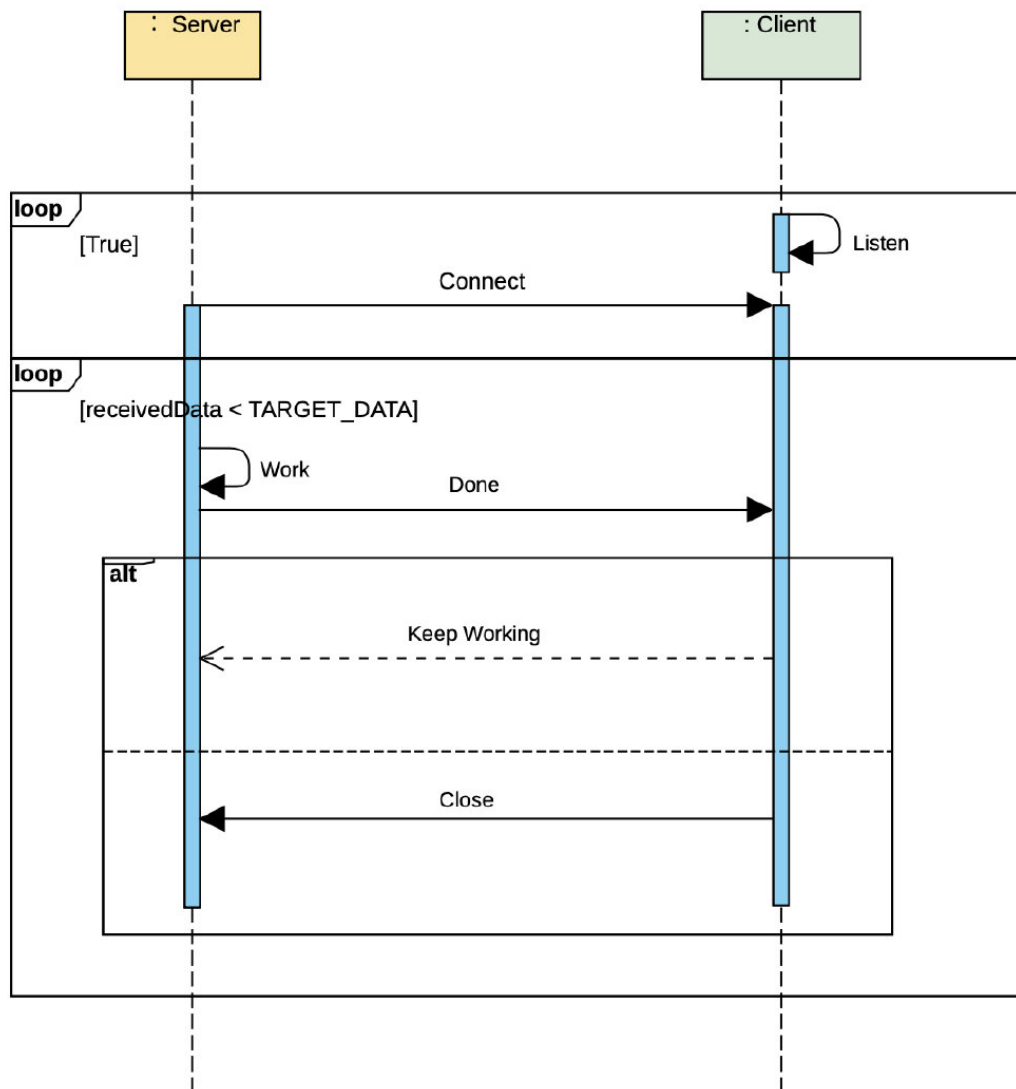 : Server
: Client
loop
[True]
Listen
Connect
loop
[receivedData < TARGET_DATA]
Work
Done
alt
Keep Working
Close